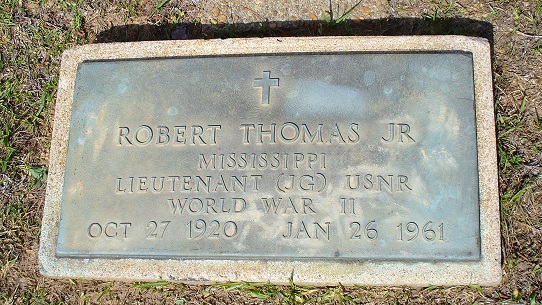 ROBERT THOMAS JR
MISSISSIPPI
LIEUTENANT (JG) USNR
WORLD WAR II
OCT 27 1920 JAN 26 1961